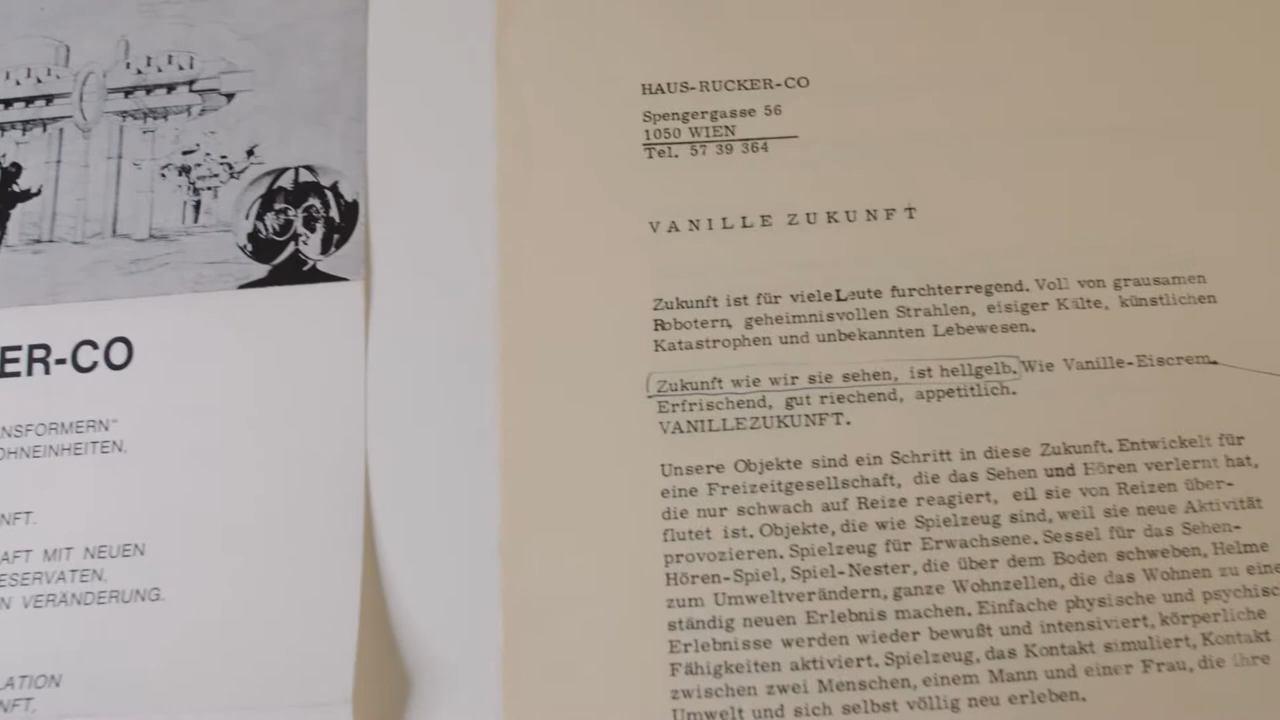 ER-CO
NSFORMERN"
OHNEINHEITEN,
NFT.
AFT MIT NEUEN
ESERVATEN,
N VERÄNDERUNG.
LATION
NFT,
HAUS-RUCKER-CO
Spengergasse 56
1050 WIEN
Tel. 57 39 364
VANILLE ZUKUNFT
Zukunft ist für viele Leute furchterregend. Voll von grausamen
Robotern, geheimnisvollen Strahlen, eisiger Kälte, künstlichen
Katastrophen und unbekannten Lebewesen.
Zukunft wie wir sie sehen, ist hellgelb. Wie Vanille-Eiscrem.
Erfrischend, gut riechend, appetitlich.
VANILLEZUKUNFT.
Unsere Objekte sind ein Schritt in diese Zukunft. Entwickelt für
eine Freizeitgesellschaft, die das Sehen und Hören verlernt hat,
die nur schwach auf Reize reagiert, eil sie von Reizen über-
flutet ist. Objekte, die wie Spielzeug sind, weil sie neue Aktivität
provozieren. Spielzeug für Erwachsene. Sessel für das Sehen-
Hören-Spiel, Spiel-Nester, die über dem Boden schweben, Helme
zum Umweltverändern, ganze Wohnzellen, die das Wohnen zu eine
ständig neuen Erlebnis machen. Einfache physische und psychisc
Erlebnisse werden wieder bewußt und intensiviert, körperliche
Fähigkeiten aktiviert. Spielzeug, das Kontakt simuliert, Kontakt
zwischen zwei Menschen, einem Mann und einer Frau, die ihre
Umwelt und sich selbst völlig neu erleben.